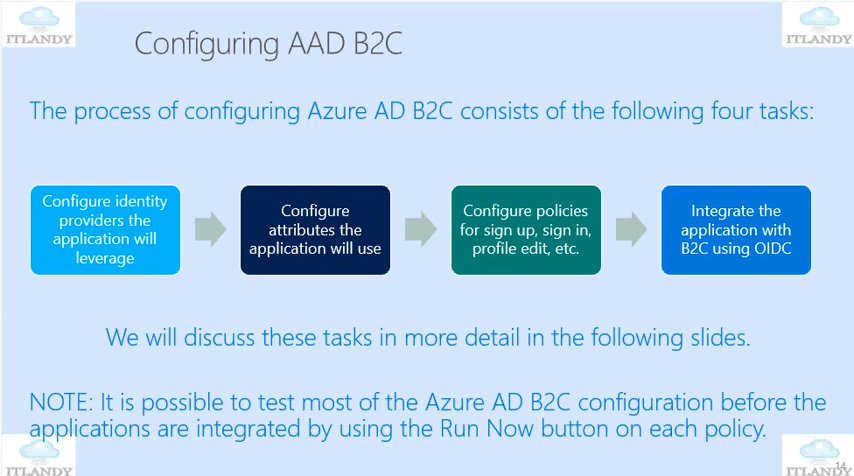 ITLANDY
ITLANDY
Configuring AAD B2C
The process of configuring Azure AD B2C consists of the following four tasks:
Configure identity
providers the
application will
leverage
Configure
attributes the
application will use
Configure policies
for sign up, sign in,
profile edit, etc.
Integrate the
application with
B2C using OIDC
We will discuss these tasks in more detail in the following slides.
NOTE: It is possible to test most of the Azure AD B2C configuration before the
applications are integrated by using the Run Now button on each policy.
ITLANDY
ITLANDY
14